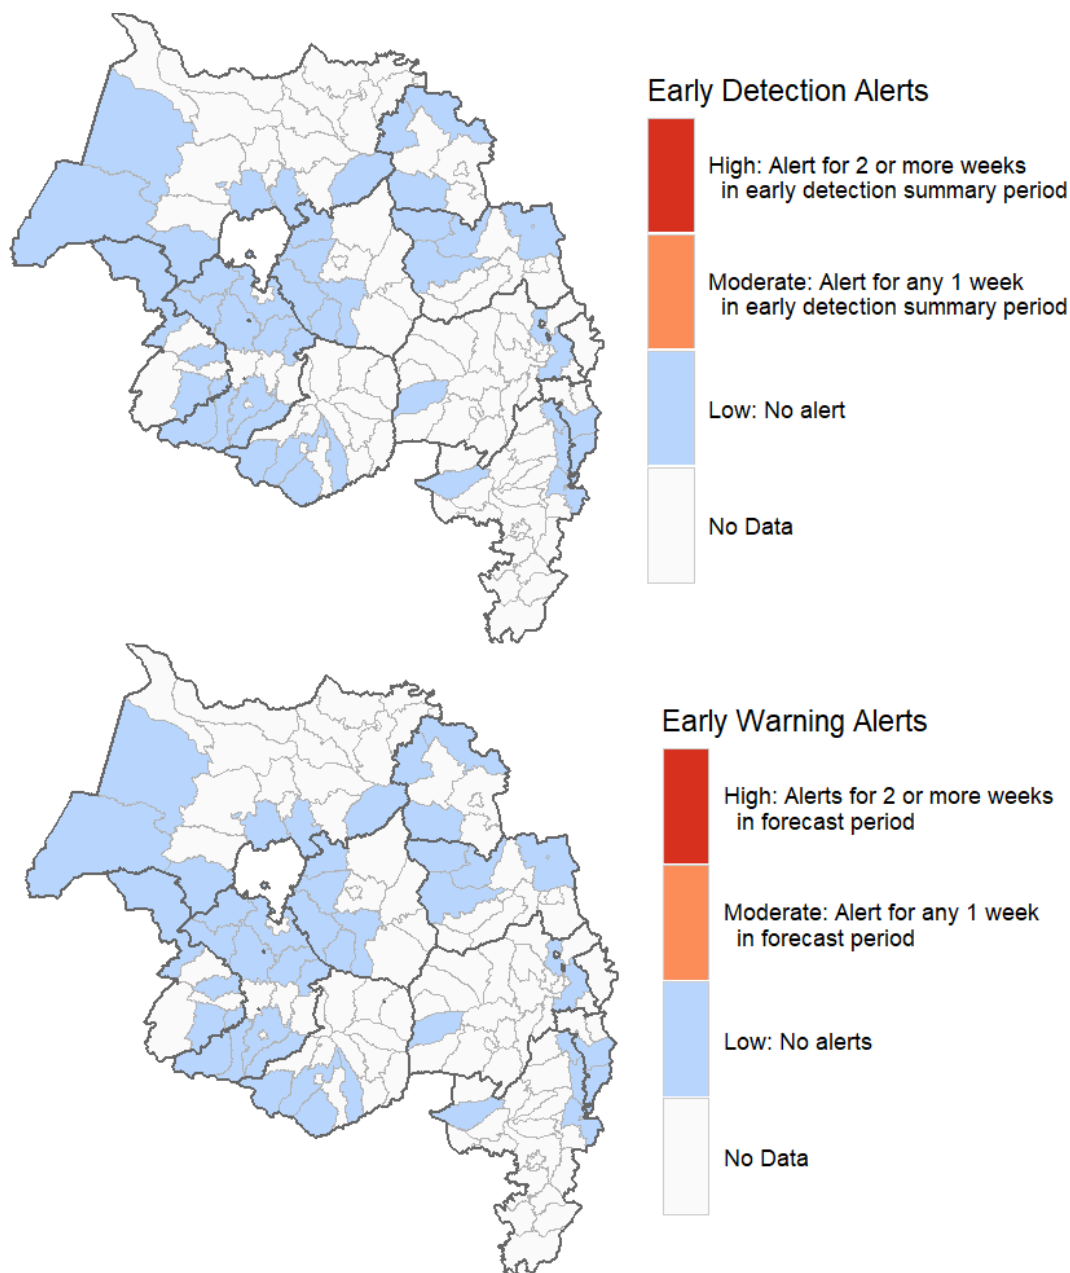 Early Detection Alerts
High: Alert for 2 or more weeks
in early detection summary period
Moderate: Alert for any 1 week
in early detection summary period
Low: No alert
No Data
Early Warning Alerts
High: Alerts for 2 or more weeks
in forecast period
Moderate: Alert for any 1 week
in forecast period
Low: No alerts
No Data